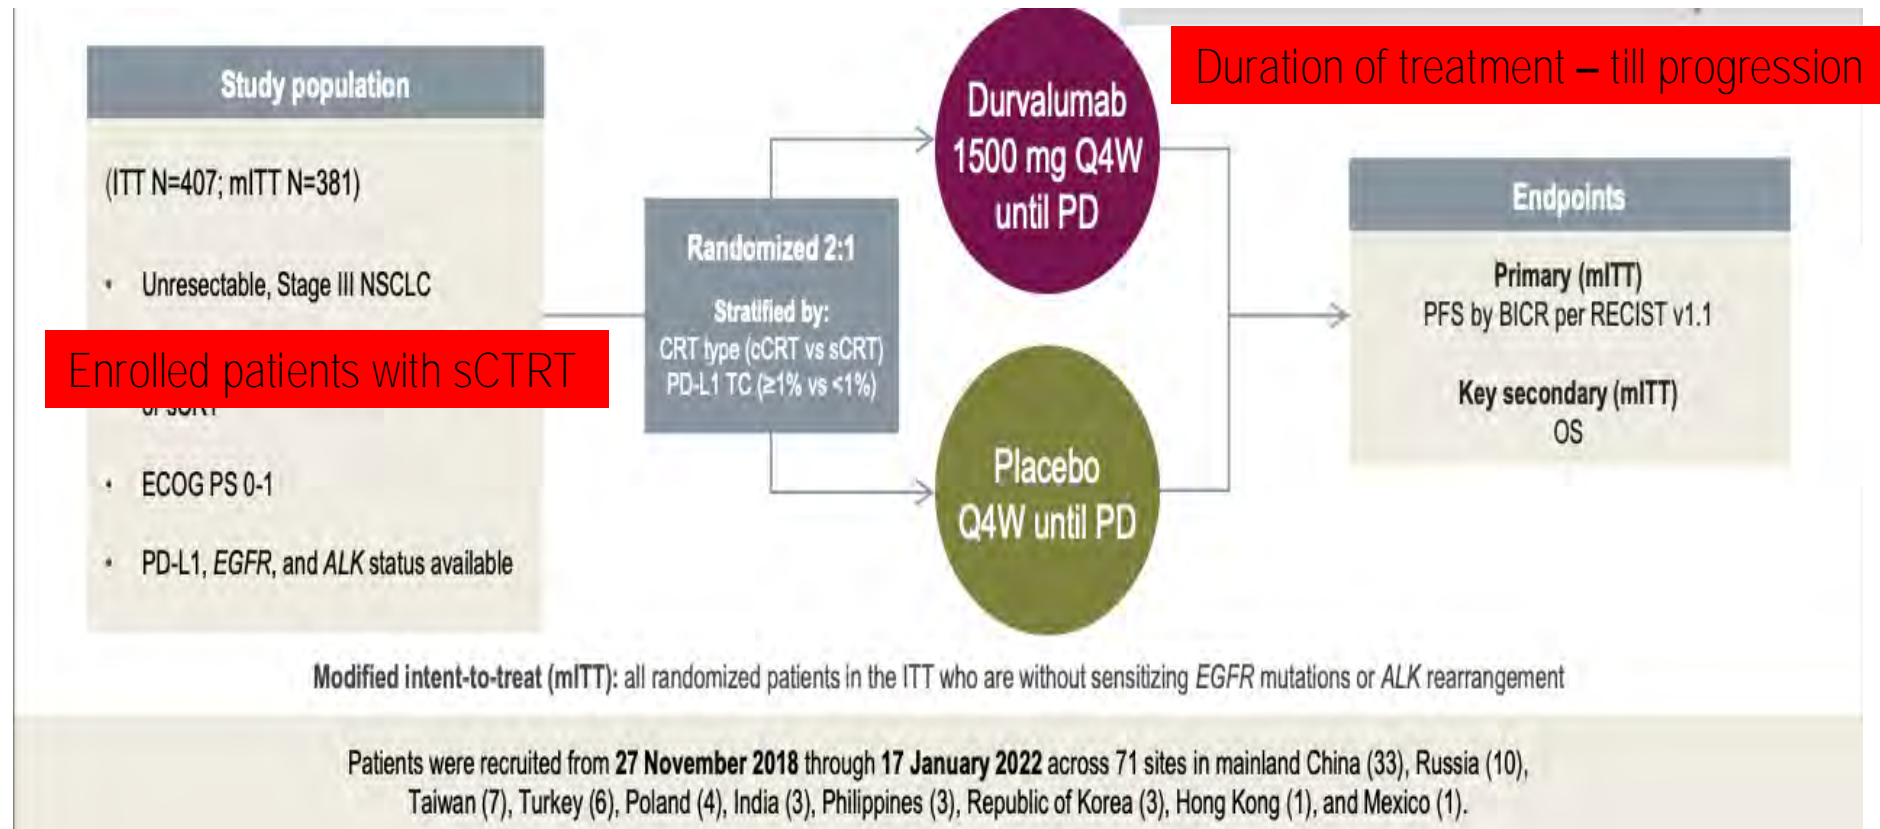 Study population
(ITT N=407; mITT N=381)
• Unresectable, Stage III NSCLC
Enrolled patients with sCTRT
or sCRT
• ECOG PS 0-1
• PD-L1, EGFR, and ALK status available
Randomized 2:1
Stratified by:
CRT type (cCRT vs sCRT)
PD-L1 TC (≥1% vs <1%)
Durvalumab
1500 mg Q4W
until PD
Placebo
Q4W until PD
Duration of treatment – till progression
Endpoints
Primary (mITT)
PFS by BICR per RECIST v1.1
Key secondary (mITT)
OS
Modified intent-to-treat (mITT): all randomized patients in the ITT who are without sensitizing EGFR mutations or ALK rearrangement
Patients were recruited from 27 November 2018 through 17 January 2022 across 71 sites in mainland China (33), Russia (10),
Taiwan (7), Turkey (6), Poland (4), India (3), Philippines (3), Republic of Korea (3), Hong Kong (1), and Mexico (1).